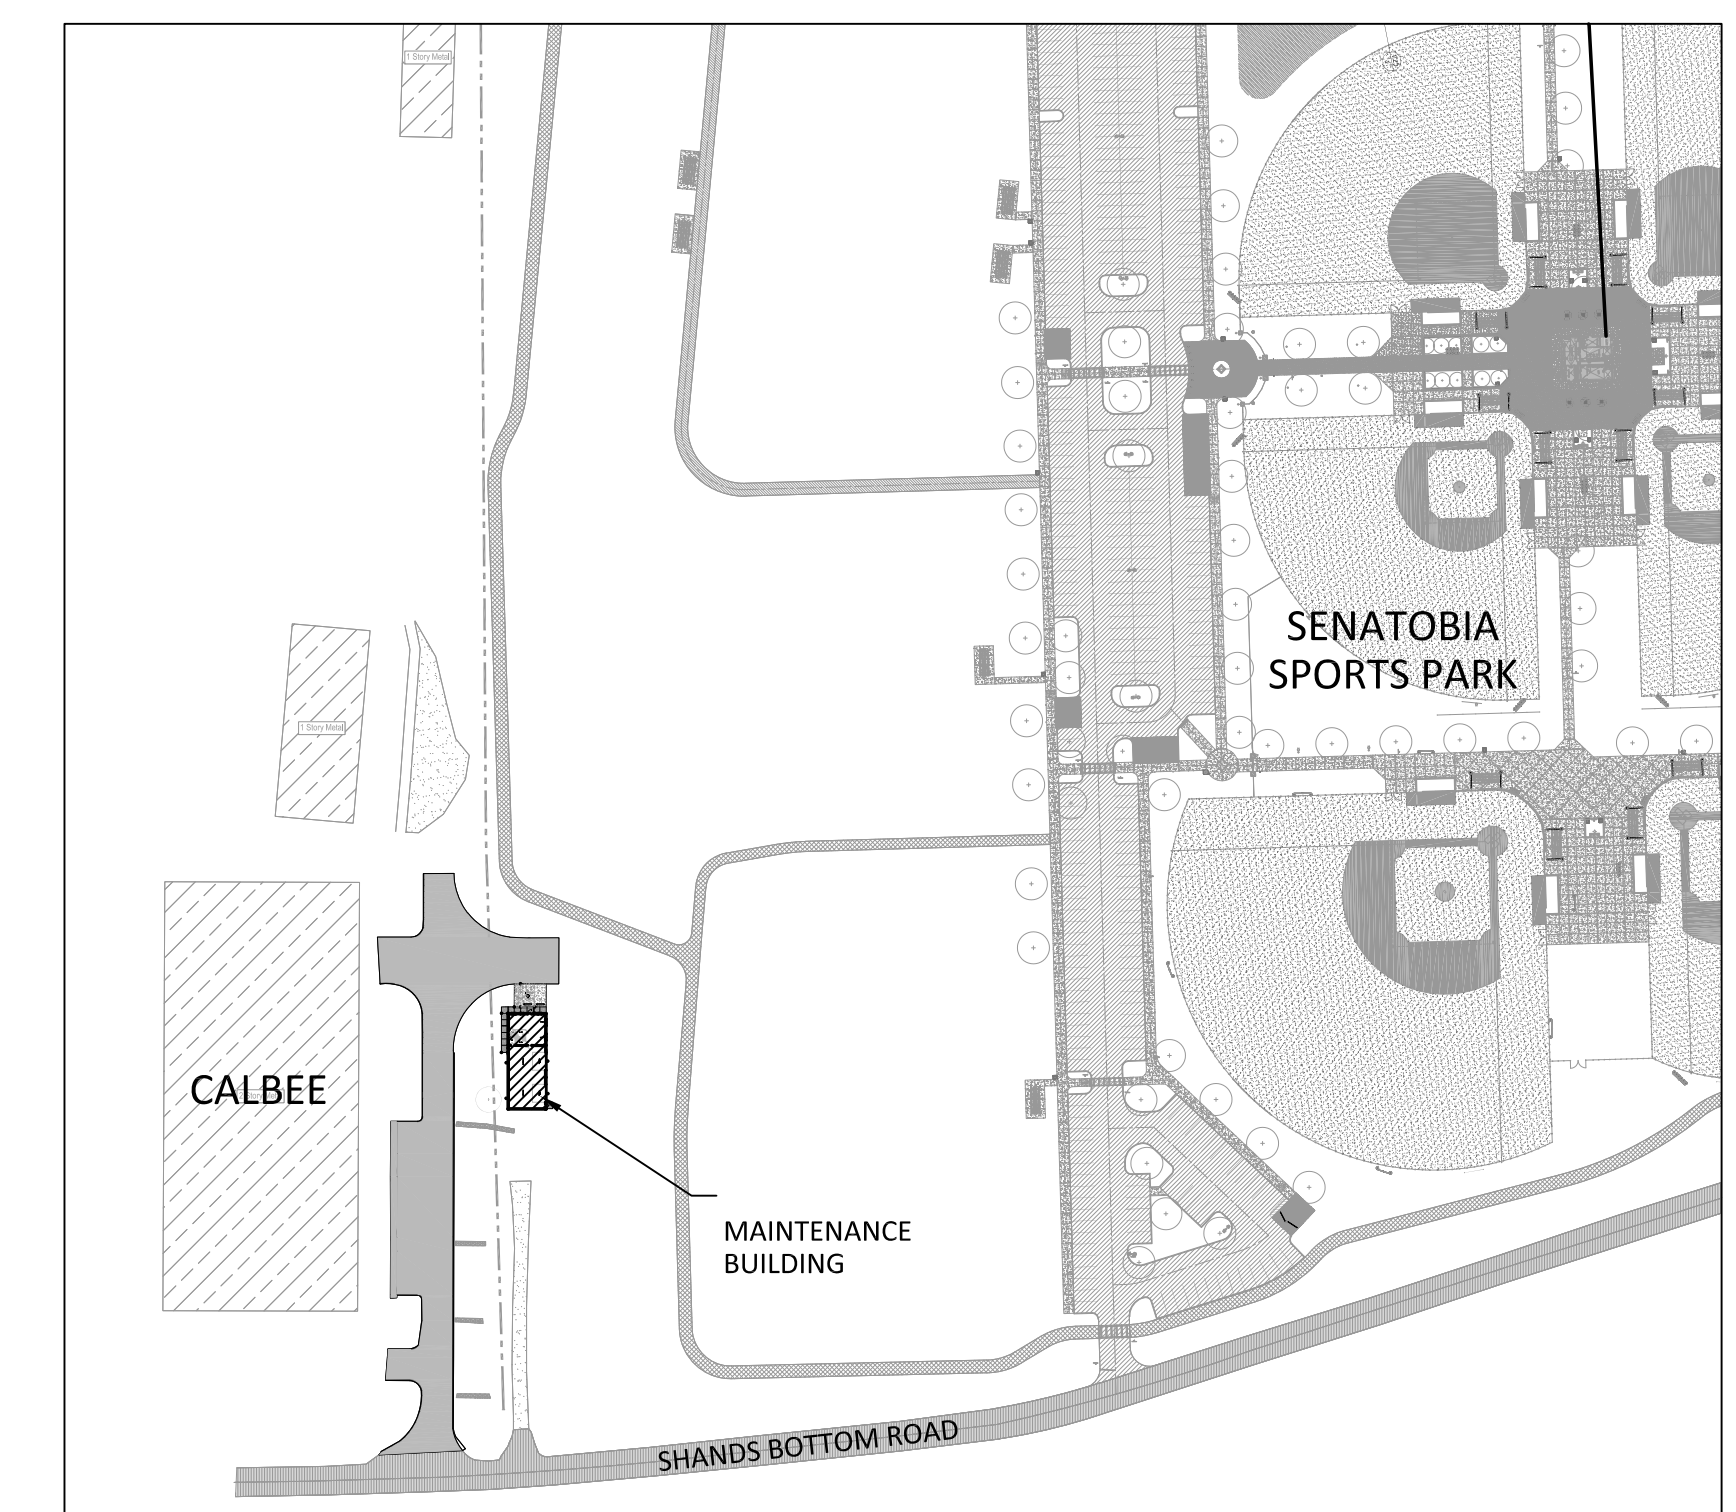 1 Story Metal
SENATOBIA
SPORTS PARK
1 Story Metal
CALBEE
MAINTENANCE
BUILDING
SHANDS BOTTOM ROAD